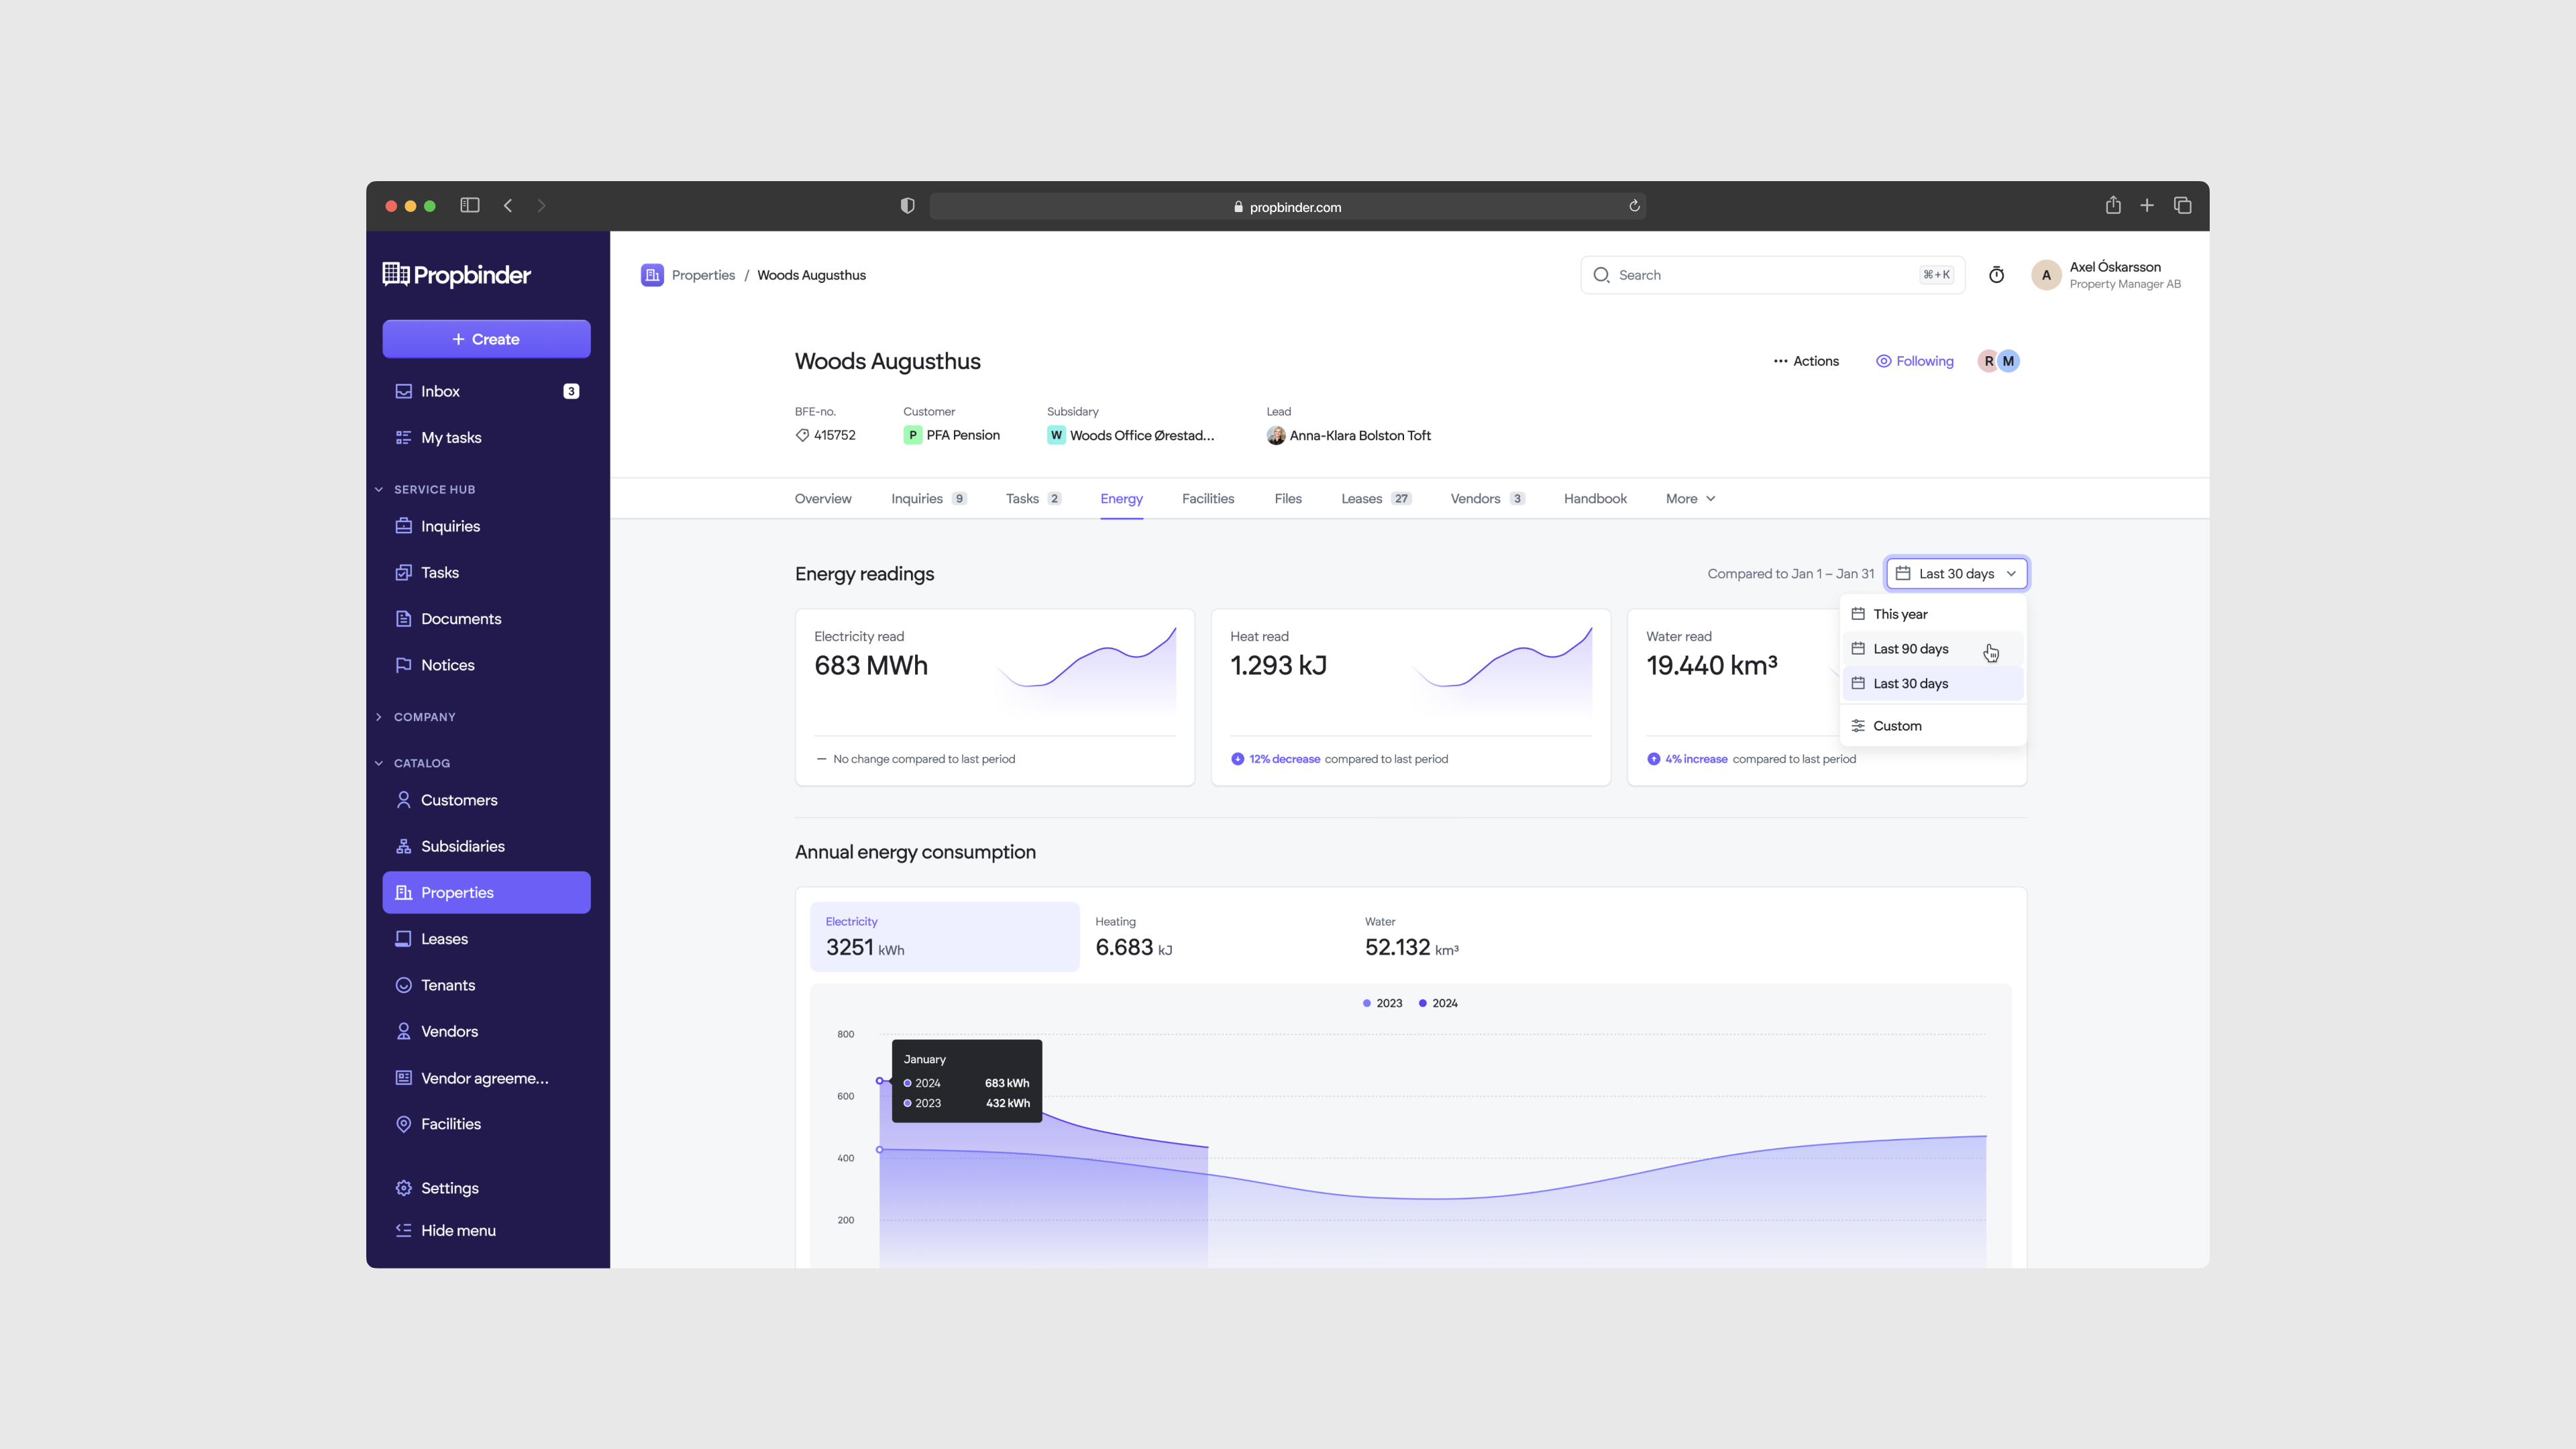 propbinder.com
Propbinder
Create
Inbox 3
My tasks
SERVICE HUB
Inquiries
Tasks
Documents
Notices
COMPANY
CATALOG
Customers
Subsidiaries
Properties
Leases
Tenants
Vendors
Vendor agreeme...
Facilities
Settings
Hide menu
Properties / Woods Augusthus
Search ⌘+K
A Axel Óskarsson
Property Manager AB
Woods Augusthus
Actions Following R M
BFE-no. Customer Subsidary Lead
415752 P PFA Pension W Woods Office Ørestad... Anna-Klara Bolston Toft
Overview Inquiries 9 Tasks 2 Energy Facilities Files Leases 27 Vendors 3 Handbook More
Energy readings Compared to Jan 1 – Jan 31 Last 30 days
This year
Last 90 days
Last 30 days
Custom
Electricity read
683 MWh
No change compared to last period
Heat read
1.293 kJ
12% decrease compared to last period
Water read
19.440 km³
4% increase compared to last period
Annual energy consumption
Electricity Heating Water
3251 kWh 6.683 kJ 52.132 km³
2023 2024
800
600
400
200
January
2024 683 kWh
2023 432 kWh